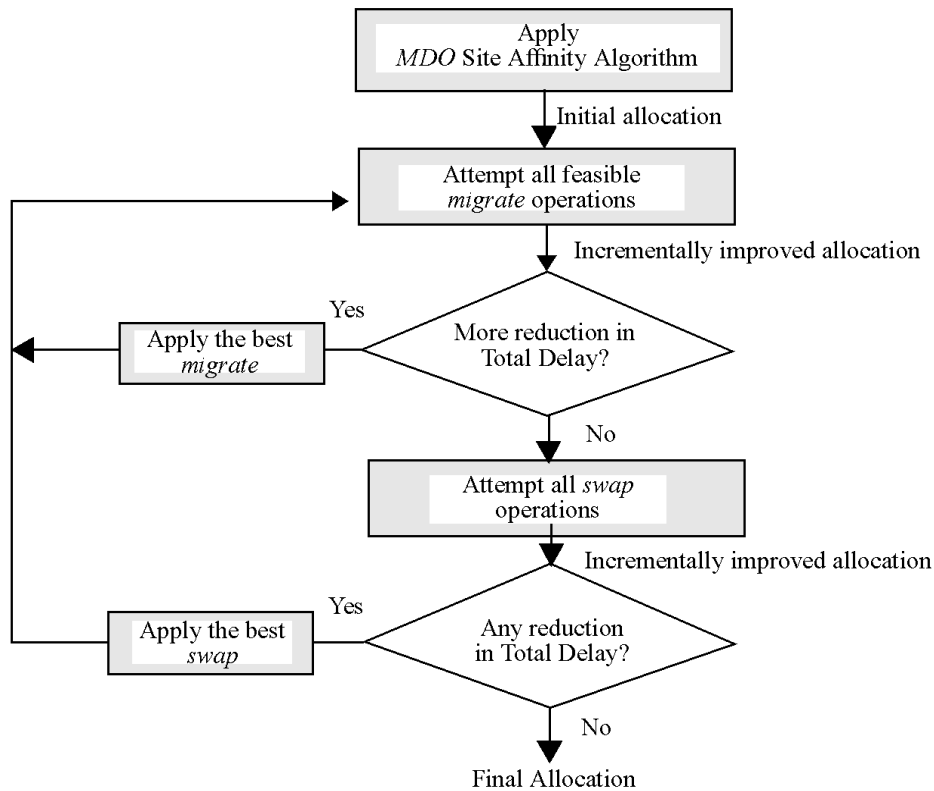 Apply
MDO Site Affinity Algorithm
Initial allocation
Attempt all feasible
migrate operations
Incrementally improved allocation
Yes
Apply the best
migrate
More reduction in
Total Delay?
No
Attempt all swap
operations
Incrementally improved allocation
Yes
Apply the best
swap
Any reduction
in Total Delay?
No
Final Allocation